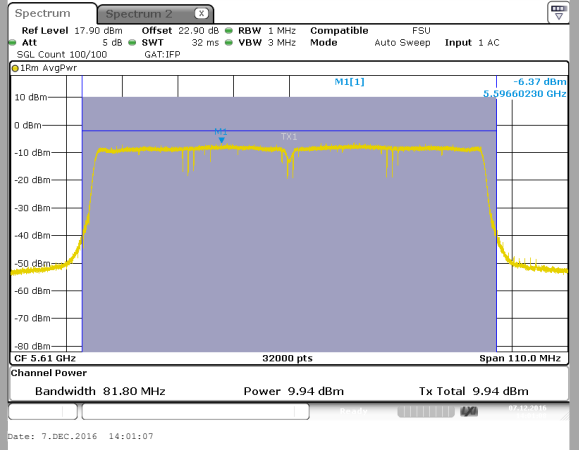 Spectrum
Spectrum 2 X
Ref Level 17.90 dBm Offset 22.90 dB RBW 1 MHz Compatible FSU
Att 5 dB SWT 32 ms VBW 3 MHz Mode Auto Sweep Input 1 AC
SGL Count 100/100 GAT:IFP
1Rm AvgPwr
M1[1] -6.37 dBm
5.59660230 GHz
10 dBm
0 dBm
M1
TX1
-10 dBm
-20 dBm
-30 dBm
-40 dBm
-50 dBm
-60 dBm
-70 dBm
-80 dBm
CF 5.61 GHz 32000 pts Span 110.0 MHz
Channel Power
Bandwidth 81.80 MHz Power 9.94 dBm Tx Total 9.94 dBm
Ready 07.12.2016
Date: 7.DEC.2016 14:01:07